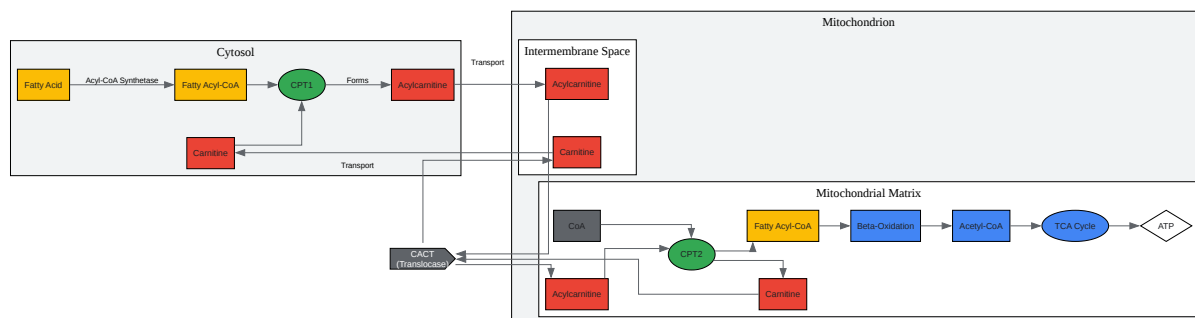 Mitochondrion
Cytosol
Intermembrane Space
Transport
Fatty Acid
Acyl-CoA Synthetase
Fatty Acyl-CoA
CPT1
Forms
Acylcarnitine
Acylcarnitine
Carnitine
Carnitine
Transport
Mitochondrial Matrix
CoA
Fatty Acyl-CoA
Beta-Oxidation
Acetyl-CoA
TCA Cycle
ATP
CACT
(Translocase)
CPT2
Acylcarnitine
Carnitine